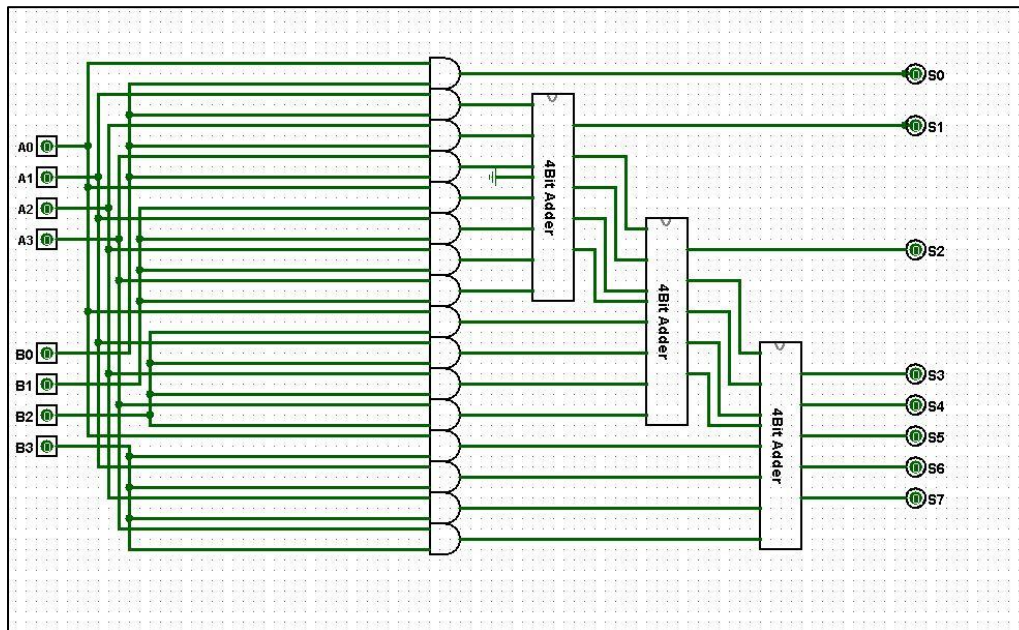 S0
S1
A0
A1
A2
A3
4Bit Adder
S2
4Bit Adder
B0
B1
B2
B3
4Bit Adder
S3
S4
S5
S6
S7